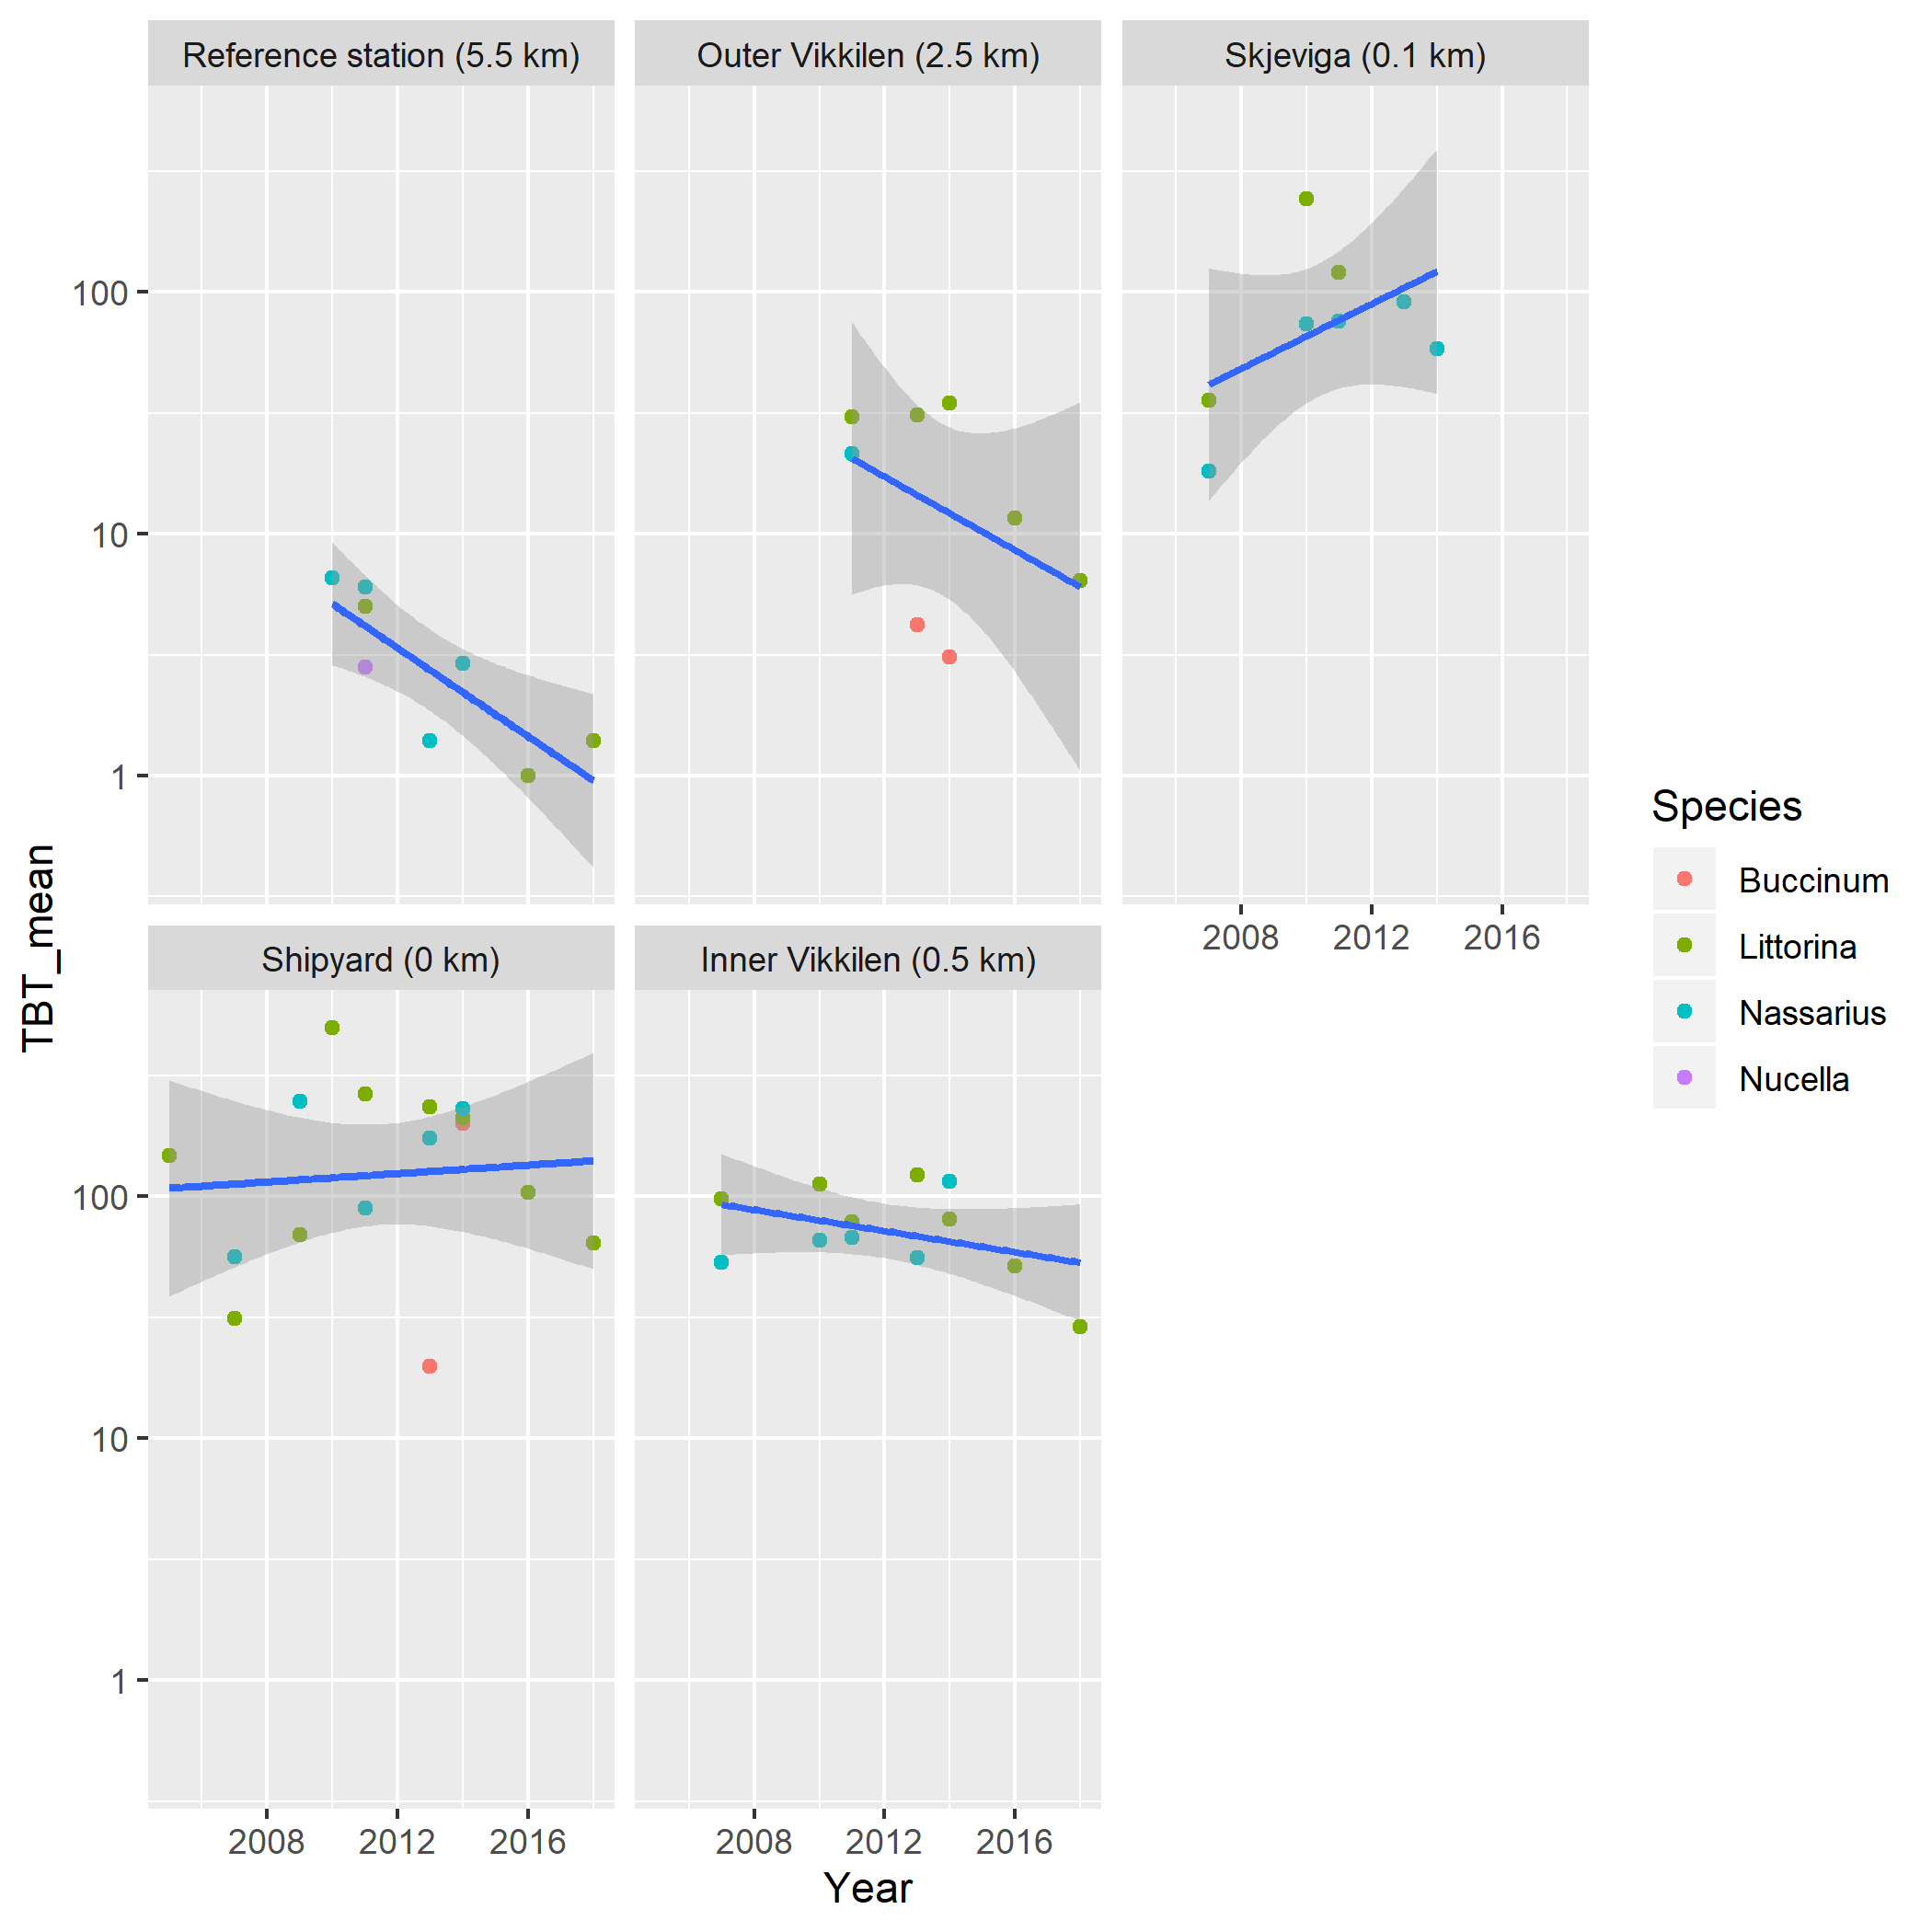 Reference station (5.5 km)
Outer Vikkilen (2.5 km)
Skjeviga (0.1 km)
100
10
1
2008
2012
2016
Shipyard (0 km)
Inner Vikkilen (0.5 km)
100
10
1
2008
2012
2016
2008
2012
2016
Year
TBT_mean
Species
Buccinum
Littorina
Nassarius
Nucella